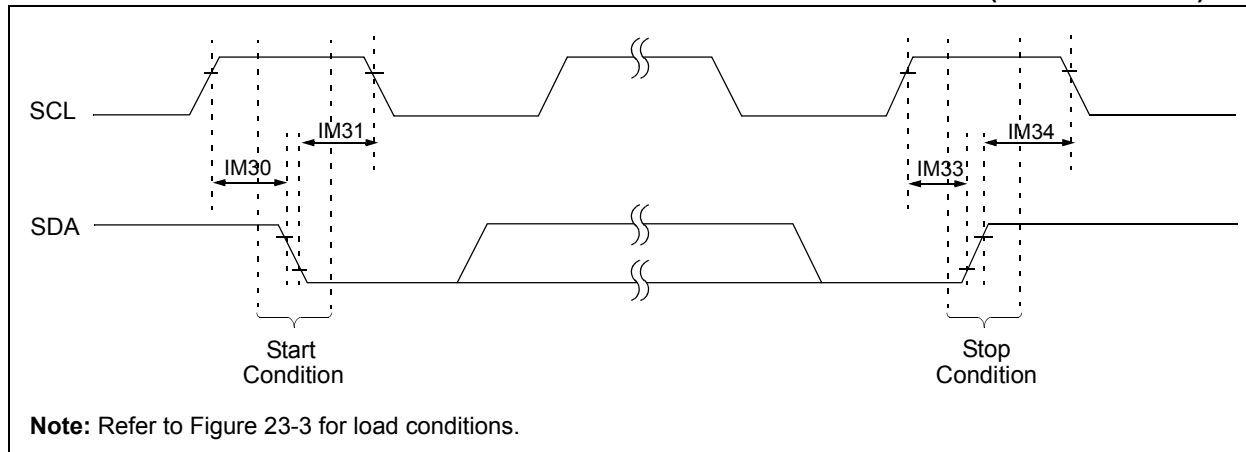 SCL
IM31
IM34
IM30
IM33
SDA
Start
Condition
Stop
Condition
Note: Refer to Figure 23-3 for load conditions.